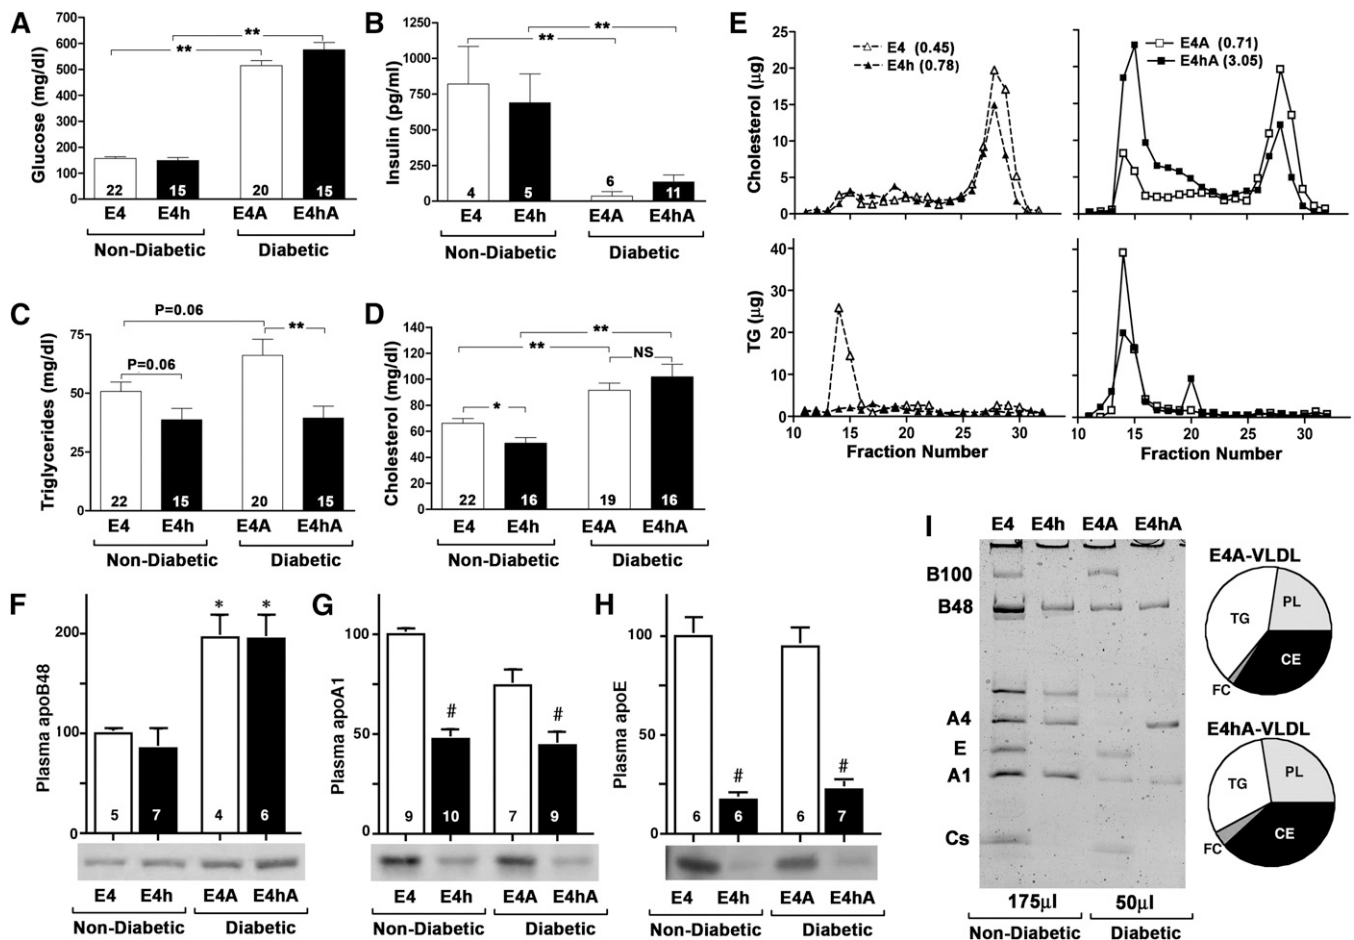 A
Glucose (mg/dl)
700
600
500
400
300
200
100
0
**
**
22
15
20
15
E4 E4h E4A E4hA
Non-Diabetic Diabetic
B
Insulin (pg/ml)
1250
1000
750
500
250
0
**
**
4
5
6
11
E4 E4h E4A E4hA
Non-Diabetic Diabetic
C
Triglycerides (mg/dl)
75
50
25
0
P=0.06
**
P=0.06
22
15
20
15
E4 E4h E4A E4hA
Non-Diabetic Diabetic
D
Cholesterol (mg/dl)
140
120
100
80
60
40
20
0
**
**
NS
*
22
16
19
16
E4 E4h E4A E4hA
Non-Diabetic Diabetic
E
Cholesterol (µg)
25
20
15
10
5
0
E4 (0.45)
E4h (0.78)
E4A (0.71)
E4hA (3.05)
TG (µg)
40
30
20
10
0
10 15 20 25 30
Fraction Number
10 15 20 25 30
Fraction Number
F
Plasma apoB48
200
100
0
* *
5
7
4
6
E4 E4h E4A E4hA
Non-Diabetic Diabetic
G
Plasma apoA1
100
50
0
# #
9
10
7
9
E4 E4h E4A E4hA
Non-Diabetic Diabetic
H
Plasma apoE
100
50
0
# #
6
6
6
7
E4 E4h E4A E4hA
Non-Diabetic Diabetic
I
E4 E4h E4A E4hA
B100
B48
A4
E
A1
Cs
175µl 50µl
Non-Diabetic Diabetic
E4A-VLDL
TG
PL
CE
FC
E4hA-VLDL
TG
PL
CE
FC